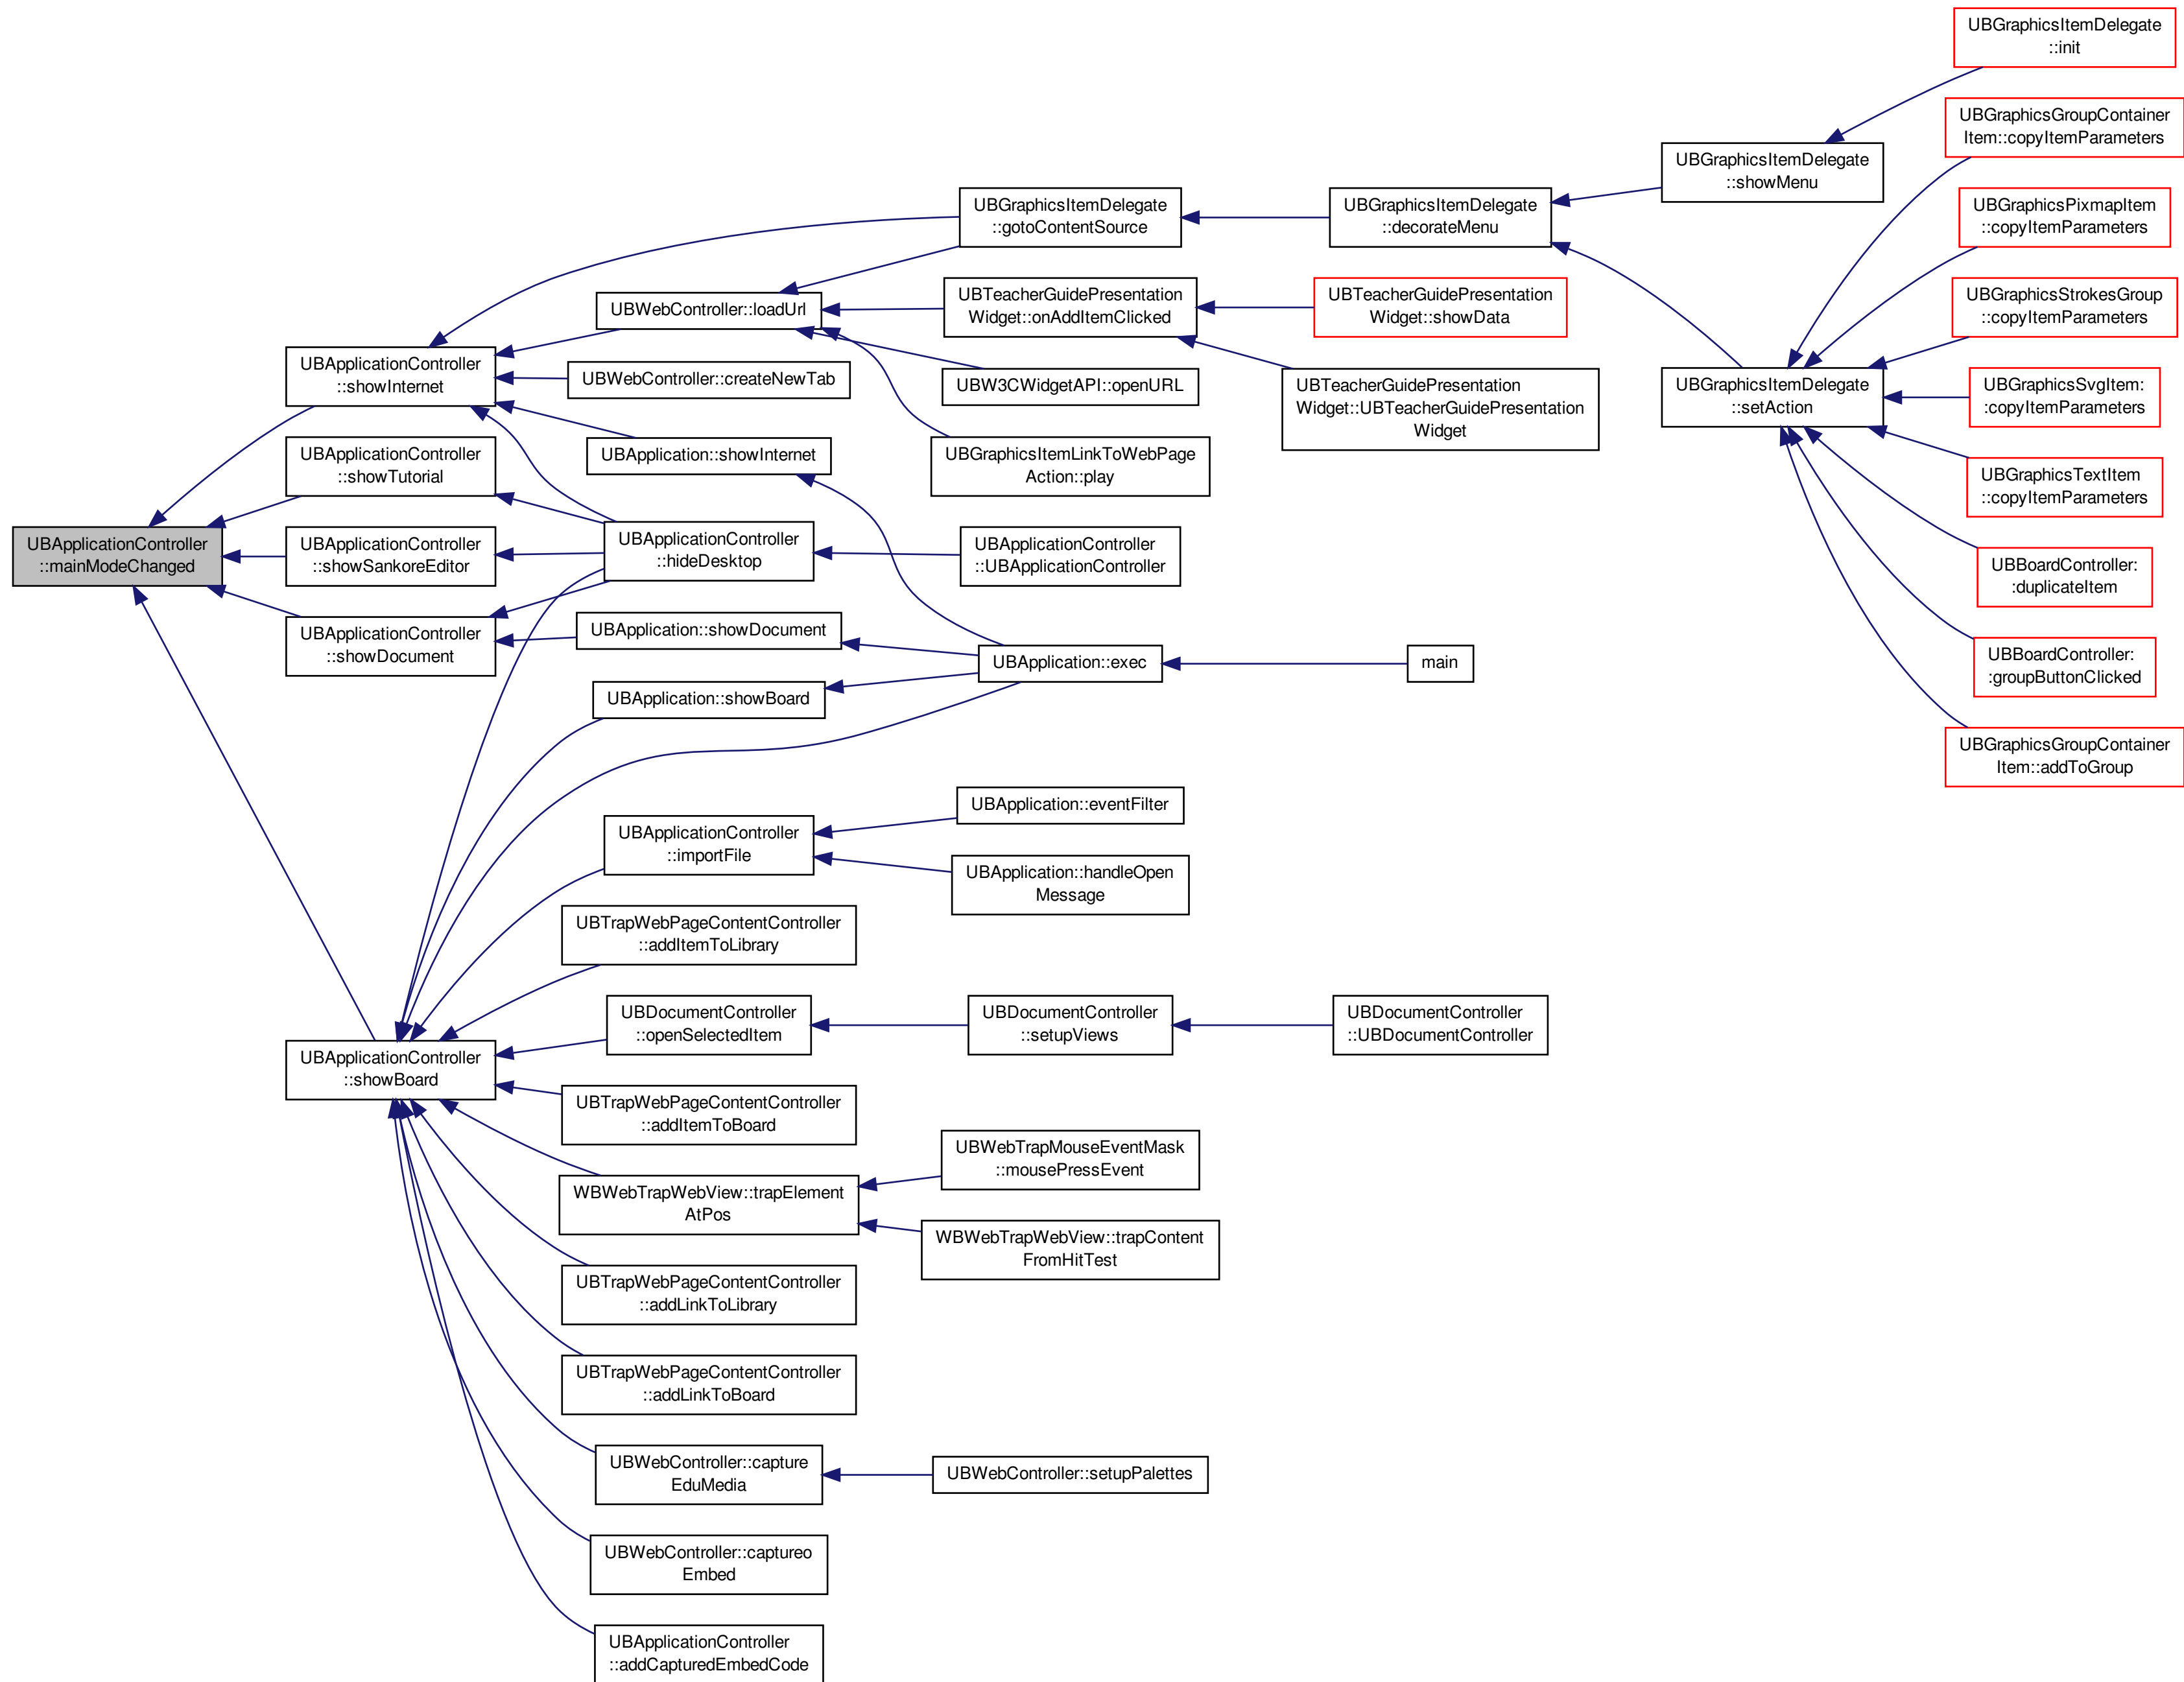 UBGraphicsItemDelegate
::init
UBGraphicsGroupContainer
Item::copyItemParameters
UBGraphicsItemDelegate
::showMenu
UBGraphicsPixmapItem
::copyItemParameters
UBGraphicsItemDelegate
::gotoContentSource
UBGraphicsItemDelegate
::decorateMenu
UBGraphicsStrokesGroup
::copyItemParameters
UBWebController::loadUrl
UBTeacherGuidePresentation
Widget::onAddItemClicked
UBTeacherGuidePresentation
Widget::showData
UBApplicationController
::showInternet
UBWebController::createNewTab
UBW3CWidgetAPI::openURL
UBTeacherGuidePresentation
Widget::UBTeacherGuidePresentation
Widget
UBGraphicsItemDelegate
::setAction
UBGraphicsSvgItem:
:copyItemParameters
UBApplicationController
::showTutorial
UBApplication::showInternet
UBGraphicsItemLinkToWebPage
Action::play
UBGraphicsTextItem
::copyItemParameters
UBApplicationController
::mainModeChanged
UBApplicationController
::showSankoreEditor
UBApplicationController
::hideDesktop
UBApplicationController
::UBApplicationController
UBBoardController:
:duplicateItem
UBApplicationController
::showDocument
UBApplication::showDocument
UBApplication::exec
main
UBBoardController:
:groupButtonClicked
UBApplication::showBoard
UBGraphicsGroupContainer
Item::addToGroup
UBApplicationController
::importFile
UBApplication::eventFilter
UBApplication::handleOpen
Message
UBTrapWebPageContentController
::addItemToLibrary
UBApplicationController
::showBoard
UBDocumentController
::openSelectedItem
UBDocumentController
::setupViews
UBDocumentController
::UBDocumentController
UBTrapWebPageContentController
::addItemToBoard
WBWebTrapWebView::trapElement
AtPos
UBWebTrapMouseEventMask
::mousePressEvent
WBWebTrapWebView::trapContent
FromHitTest
UBTrapWebPageContentController
::addLinkToLibrary
UBTrapWebPageContentController
::addLinkToBoard
UBWebController::capture
EduMedia
UBWebController::setupPalettes
UBWebController::captureo
Embed
UBApplicationController
::addCapturedEmbedCode